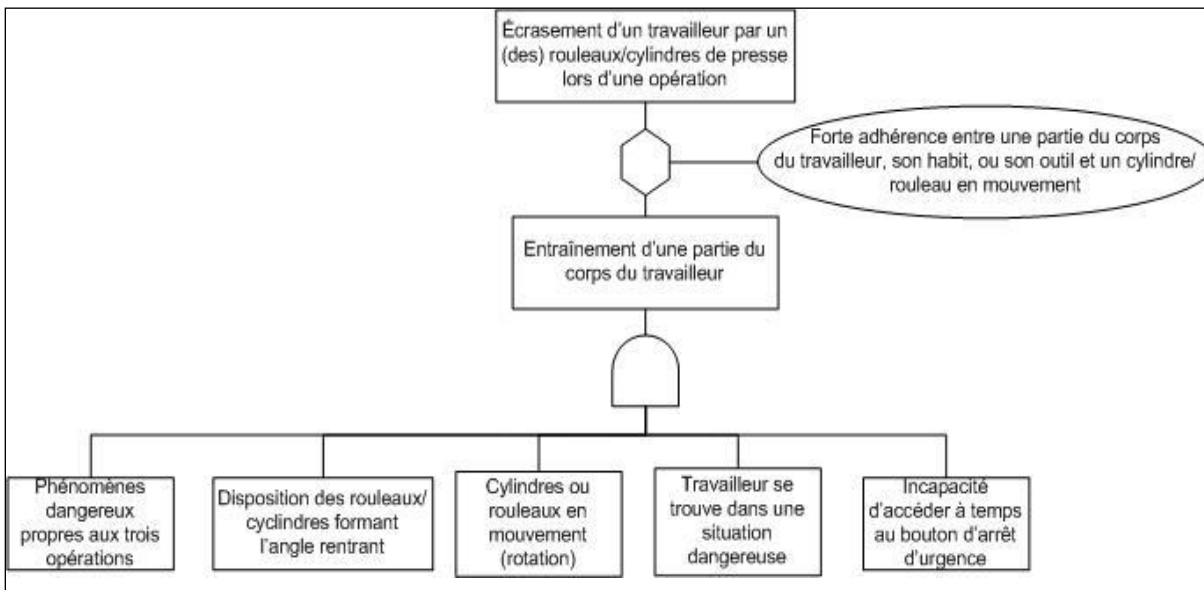 Écrasement d'un travailleur par un
(des) rouleaux/cylindres de presse
lors d'une opération
Forte adhérence entre une partie du corps
du travailleur, son habit, ou son outil et un cylindre/
rouleau en mouvement
Entraînement d'une partie du
corps du travailleur
Phénomènes
dangereux
propres aux trois
opérations
Disposition des rouleaux/
cyclindres formant
l'angle rentrant
Cylindres ou
rouleaux en
mouvement
(rotation)
Travailleur se
trouve dans une
situation
dangereuse
Incapacité
d'accéder à temps
au bouton d'arrêt
d'urgence